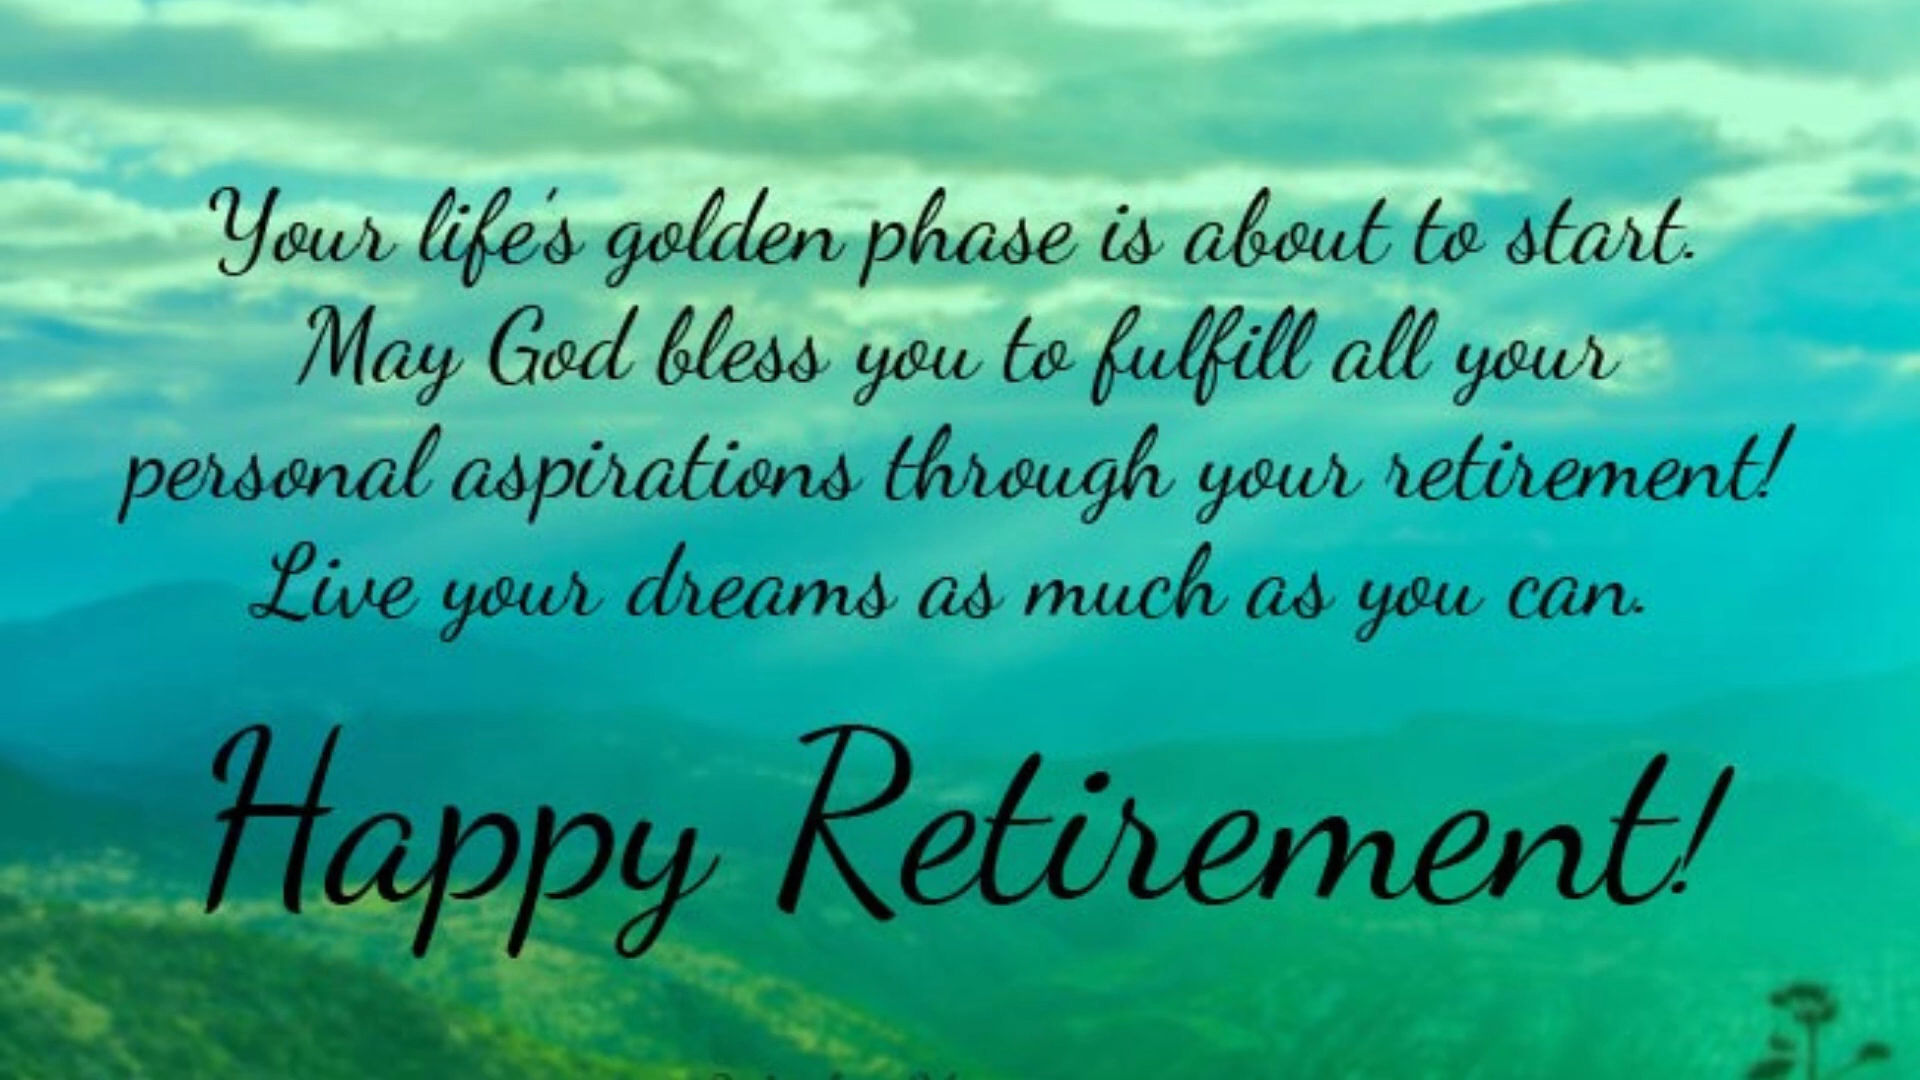 Your life's golden phase is about to start.
May God bless you to fulfill all your
personal aspirations through your retirement!
Live your dreams as much as you can.
Happy Retirement!